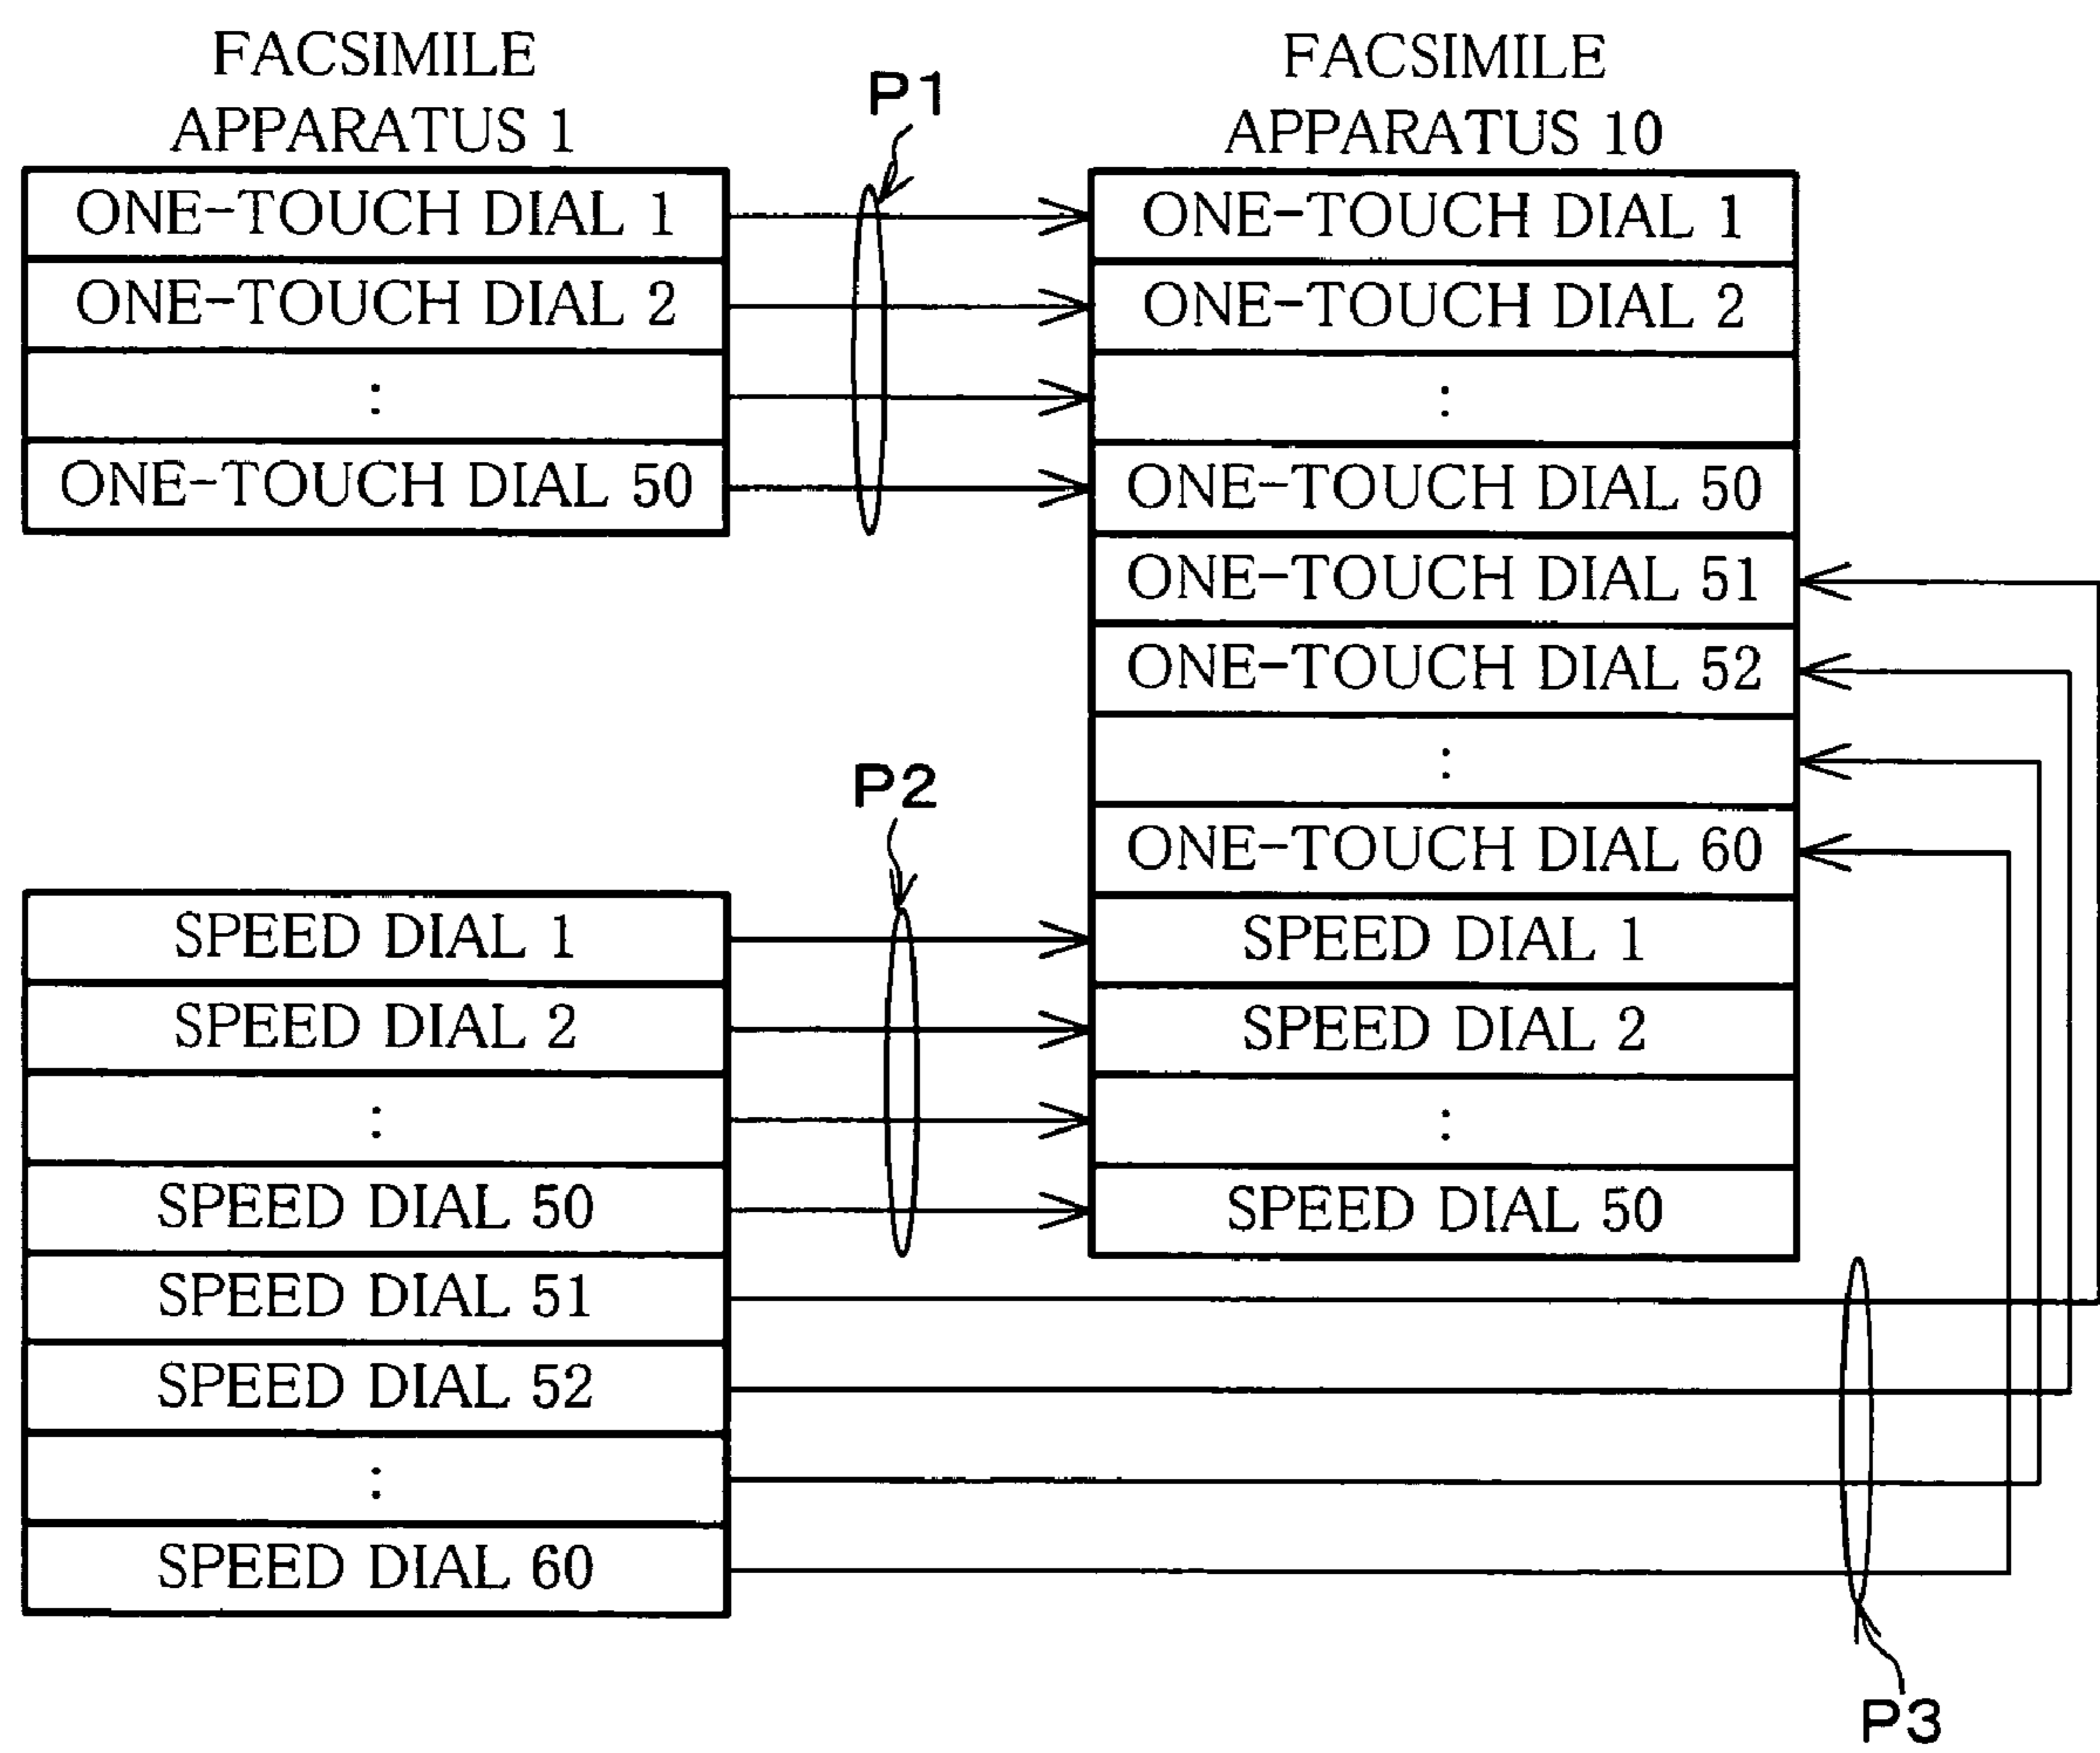 FACSIMILE
APPARATUS 1
ONE-TOUCH DIAL 1
ONE-TOUCH DIAL 2
:
ONE-TOUCH DIAL 50
SPEED DIAL 1
SPEED DIAL 2
:
SPEED DIAL 50
SPEED DIAL 51
SPEED DIAL 52
:
SPEED DIAL 60
P1
P2
FACSIMILE
APPARATUS 10
ONE-TOUCH DIAL 1
ONE-TOUCH DIAL 2
:
ONE-TOUCH DIAL 50
ONE-TOUCH DIAL 51
ONE-TOUCH DIAL 52
:
ONE-TOUCH DIAL 60
SPEED DIAL 1
SPEED DIAL 2
:
SPEED DIAL 50
P3